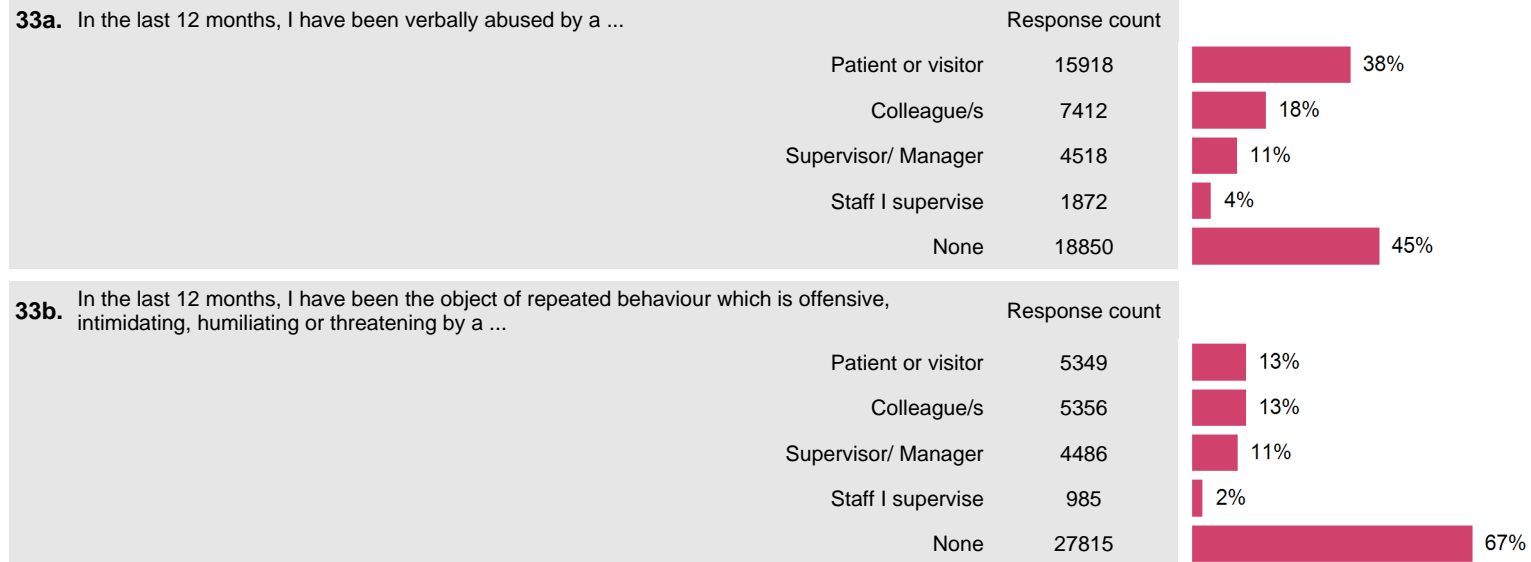 33a. In the last 12 months, I have been verbally abused by a ... Response count
Patient or visitor 15918 38%
Colleague/s 7412 18%
Supervisor/ Manager 4518 11%
Staff I supervise 1872 4%
None 18850 45%
33b. In the last 12 months, I have been the object of repeated behaviour which is offensive,
intimidating, humiliating or threatening by a ... Response count
Patient or visitor 5349 13%
Colleague/s 5356 13%
Supervisor/ Manager 4486 11%
Staff I supervise 985 2%
None 27815 67%